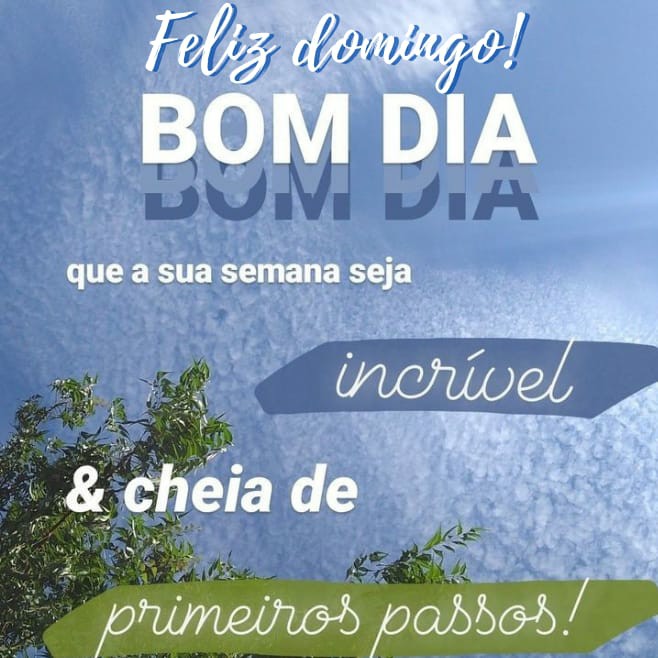 Feliz domingo!
BOM DIA
BOM DIA
que a sua semana seja
incrível
& cheia de
primeiros passos!